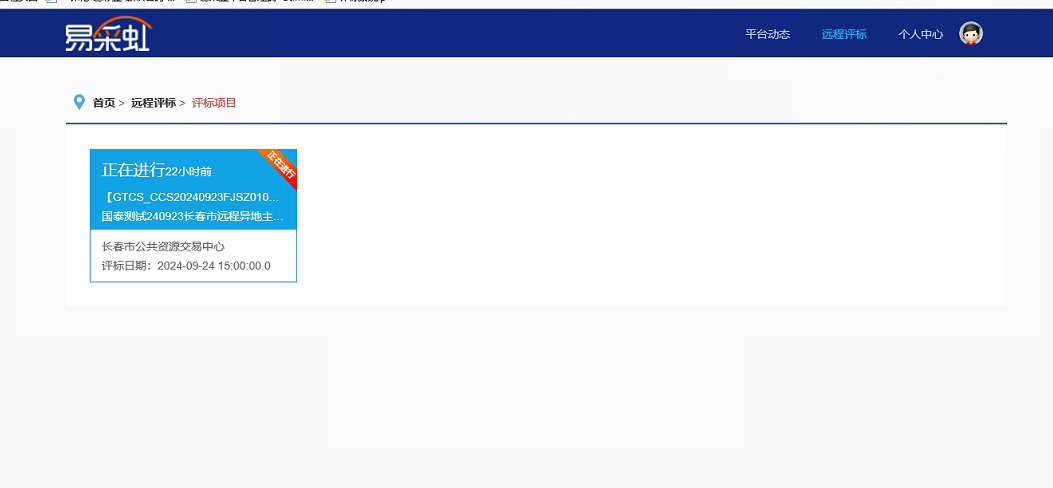 易采虹
平台动态 远程评标 个人中心
首页 > 远程评标 > 评标项目
正在进行22小时前
正在进行
【GTCS_CCS20240923FJSZ010...
国泰测试240923长春市远程异地主...
长春市公共资源交易中心
评标日期：2024-09-24 15:00:00.0